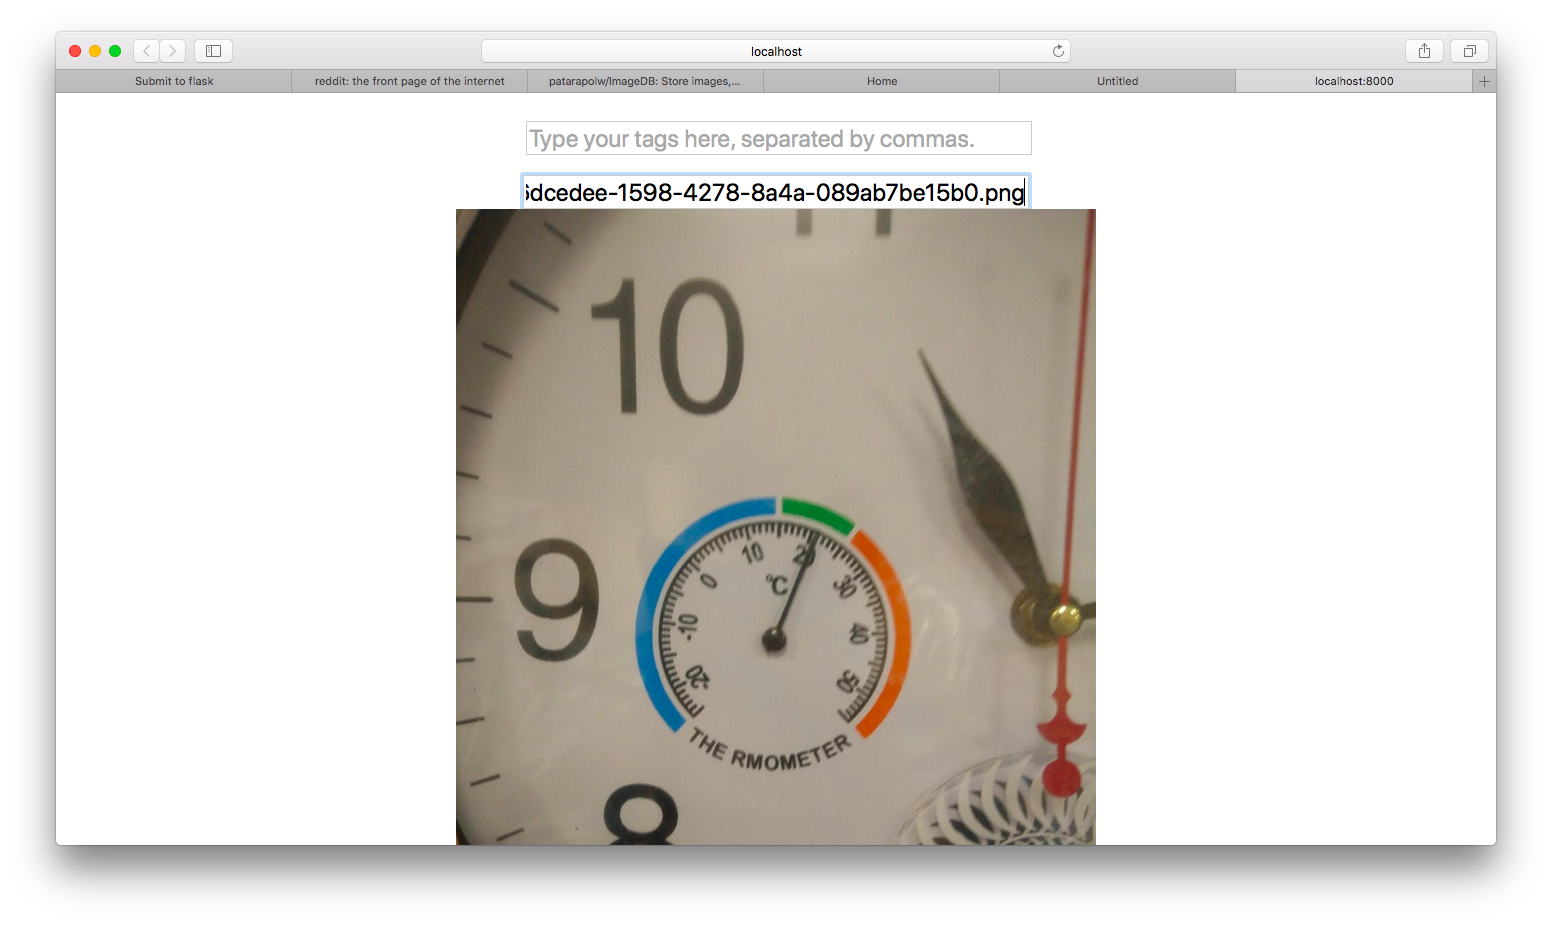 localhost
Submit to flask
reddit: the front page of the internet
patarapolw/ImageDB: Store images,...
Home
Untitled
localhost:8000
Type your tags here, separated by commas.
dcedee-1598-4278-8a4a-089ab7be15b0.png
11
10
9
8
-20
-10
0
10
20
30
40
50
°C
THE RMOMETER